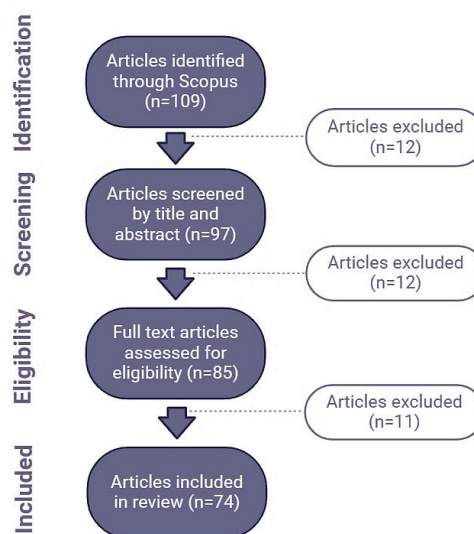 Identification
Articles identified
through Scopus
(n=109)
Articles excluded
(n=12)
Screening
Articles screened
by title and
abstract (n=97)
Articles excluded
(n=12)
Eligibility
Full text articles
assessed for
eligibility (n=85)
Articles excluded
(n=11)
Included
Articles included
in review (n=74)